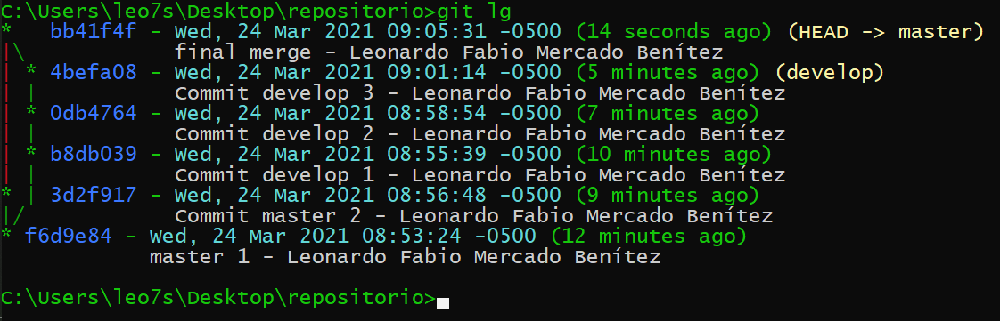 C:\Users\leo7s\Desktop\repositorio>git lg
*   bb41f4f - Wed, 24 Mar 2021 09:05:31 -0500 (14 seconds ago) (HEAD -> master)
|\            final merge - Leonardo Fabio Mercado Benítez
| * 4befa08 - Wed, 24 Mar 2021 09:01:14 -0500 (5 minutes ago) (develop)
| |           Commit develop 3 - Leonardo Fabio Mercado Benítez
| * 0db4764 - Wed, 24 Mar 2021 08:58:54 -0500 (7 minutes ago)
| |           Commit develop 2 - Leonardo Fabio Mercado Benítez
| * b8db039 - Wed, 24 Mar 2021 08:55:39 -0500 (10 minutes ago)
| |           Commit develop 1 - Leonardo Fabio Mercado Benítez
* | 3d2f917 - Wed, 24 Mar 2021 08:56:48 -0500 (9 minutes ago)
|/            Commit master 2 - Leonardo Fabio Mercado Benítez
* f6d9e84 - Wed, 24 Mar 2021 08:53:24 -0500 (12 minutes ago)
            master 1 - Leonardo Fabio Mercado Benítez
C:\Users\leo7s\Desktop\repositorio>